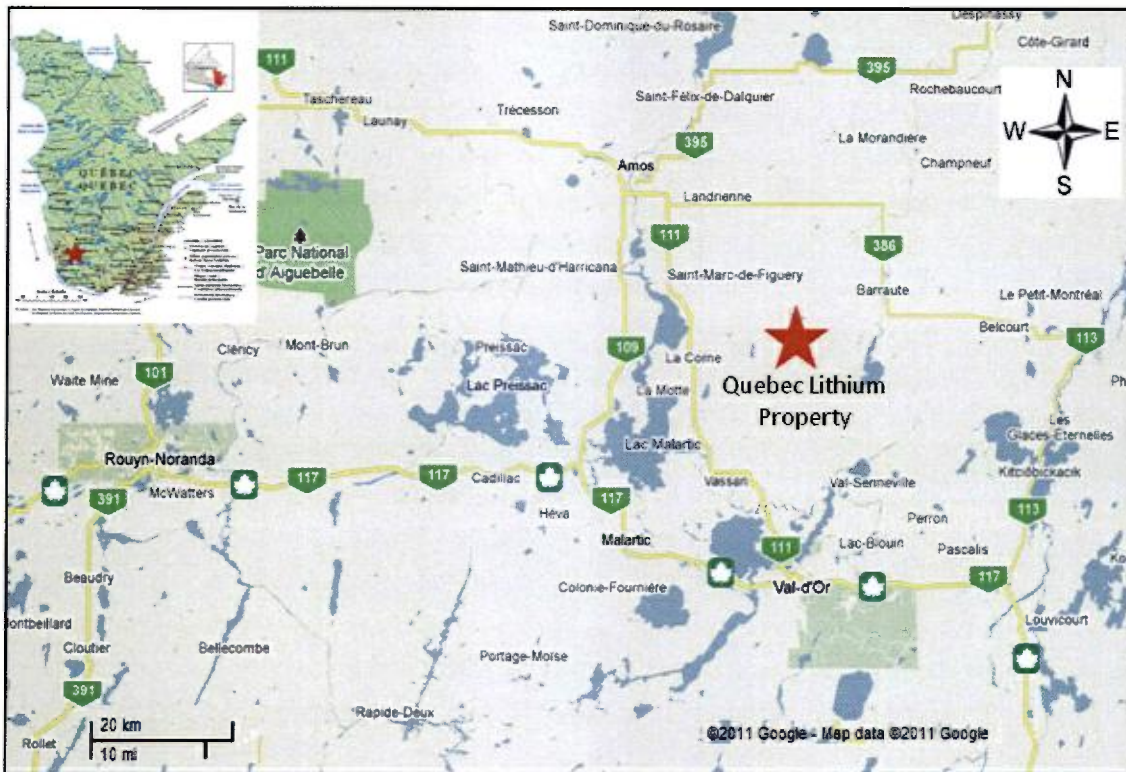 Despinassy
Saint-Dominique-du-Rosaire
Côte-Girard
111
395
Taschereau
Saint-Félix-de-Dalquier
Rochebaucourt
N
Trécesson
Launay
W
E
395
La Morandière
Amos
Champneuf
S
QUÉBEC
Landrienne
111
386
Parc National
d'Aiguebelle
Saint-Mathieu-d'Harricana
Saint-Marc-de-Figuery
Barraute
Le Petit-Montréal
Belcourt
113
Cléricy
Mont-Brun
Preissac
109
La Corne
Waite Mine
101
Lac Preissac
La Motte
Quebec Lithium
Property
Les
Glaces-Éternelles
Lac Malartic
Rouyn-Noranda
Kitcidbickacik
117
117
Cadillac
Vassan
Val-Senneville
391
McWatters
117
Héva
113
Perron
Malartic
111
Lac-Blouin
Pascalis
117
Beaudry
Colonie-Fournière
Val-d'Or
Louvicourt
Cloutier
Bellecombe
Portage-Moïse
391
Rapide-Deux
20 km
10 mi
Rollet
©2011 Google - Map data ©2011 Google